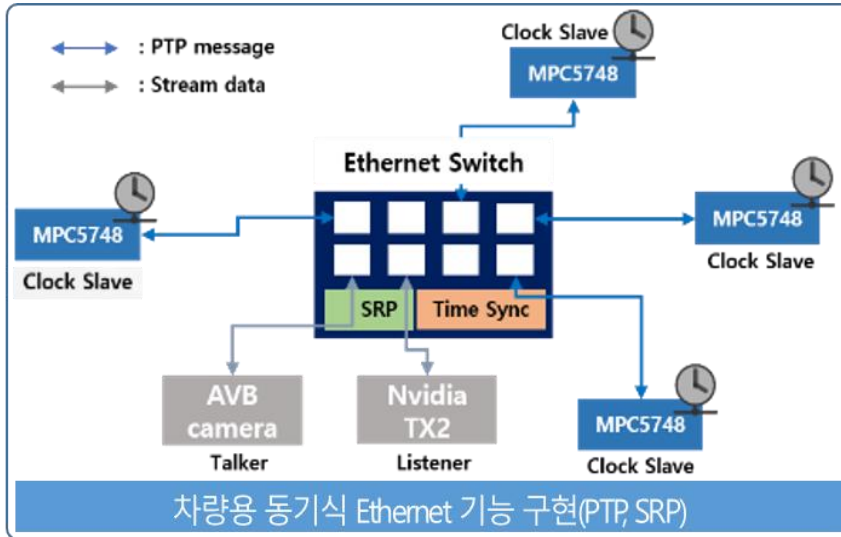 : PTP message
: Stream data
Clock Slave
MPC5748
Ethernet Switch
MPC5748
Clock Slave
MPC5748
Clock Slave
SRP
Time Sync
AVB
camera
Talker
Nvidia
TX2
Listener
MPC5748
Clock Slave
차량용 동기식 Ethernet 기능 구현(PTP, SRP)